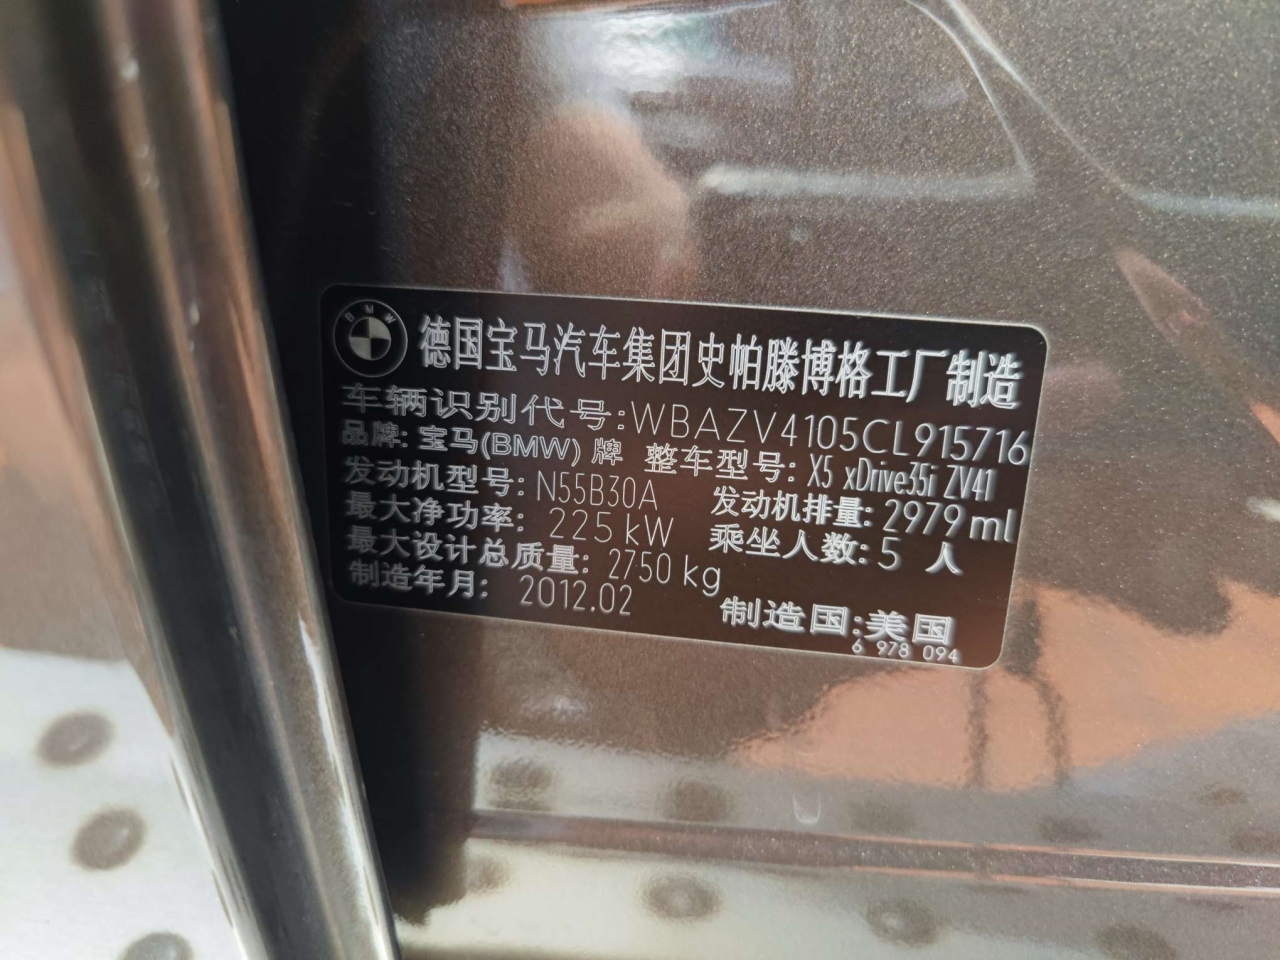 BMW
德国宝马汽车集团史帕滕博格工厂制造
车辆识别代号:WBAZV4105CL915716
品牌: 宝马(BMW) 牌 整车型号: X5 xDrive35i ZV41
发动机型号: N55B30A 发动机排量: 2979 ml
最大净功率: 225 kW 乘坐人数: 5 人
最大设计总质量: 2750 kg
制造年月: 2012.02 制造国: 美国
6 978 094